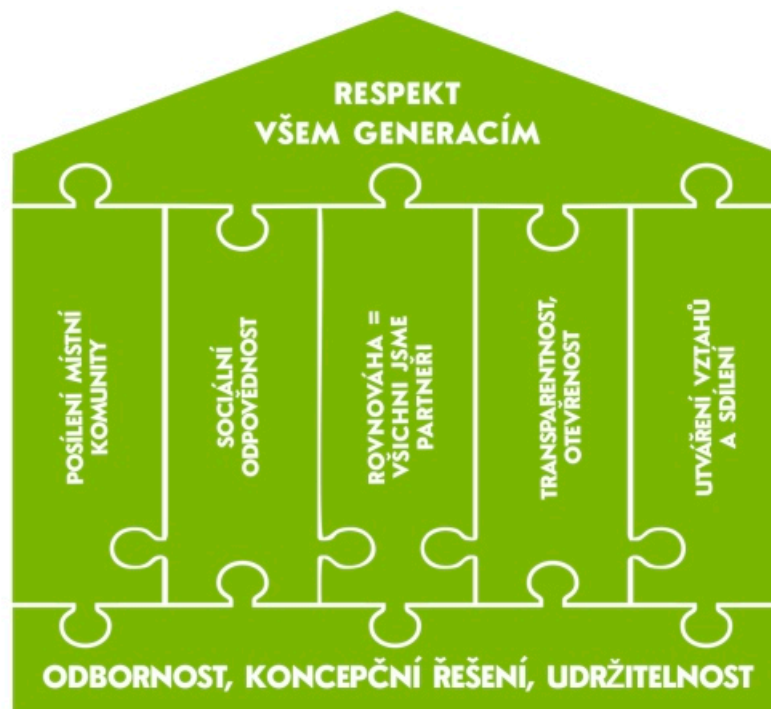 RESPEKT
VŠEM GENERACÍM
POSÍLENÍ MÍSTNÍ
KOMUNITY
SOCIÁLNÍ
ODPOVĚDNOST
ROVNOVÁHA =
VŠICHNI JSME
PARTNEŘI
TRANSPARENTNOST,
OTEVŘENOST
UTVÁŘENÍ VZTAHŮ
A SDÍLENÍ
ODBORNOST, KONCEPČNÍ ŘEŠENÍ, UDRŽITELNOST